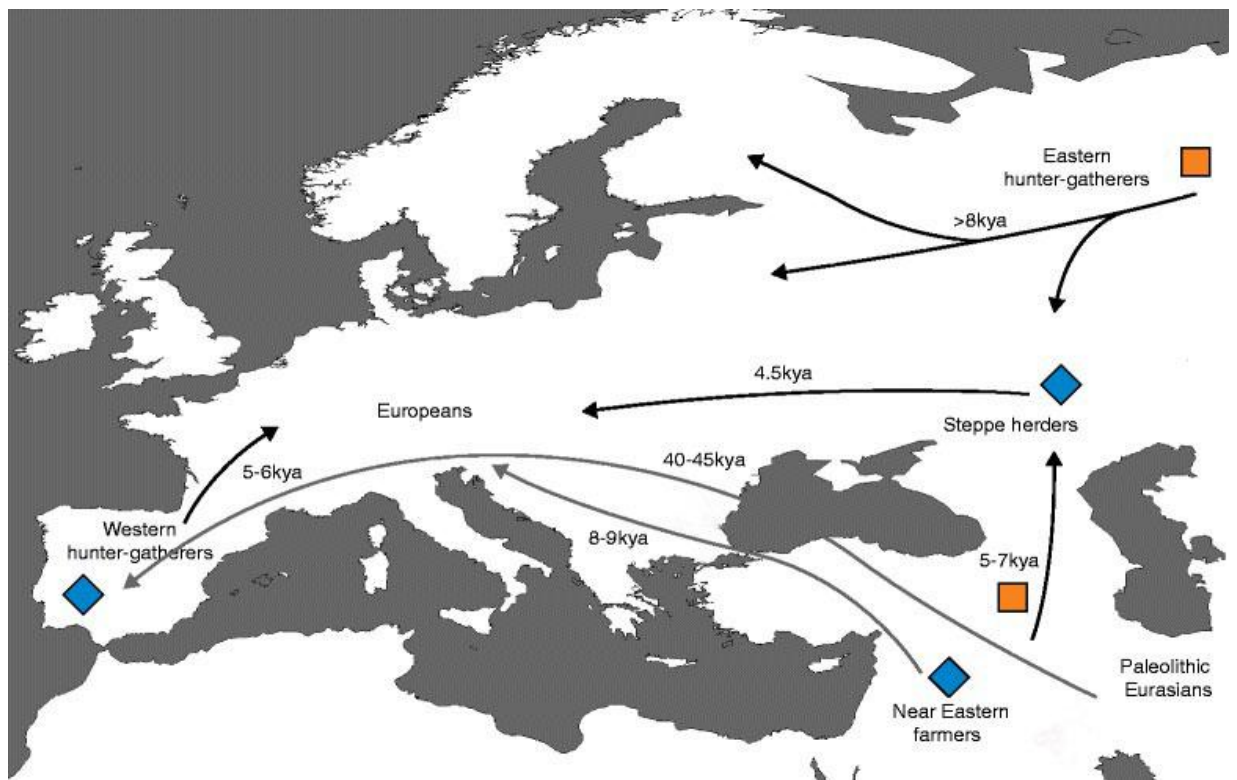 Eastern
hunter-gatherers
>8kya
4.5kya
Europeans
Steppe herders
40-45kya
5-6kya
Western
hunter-gatherers
8-9kya
5-7kya
Paleolithic
Eurasians
Near Eastern
farmers